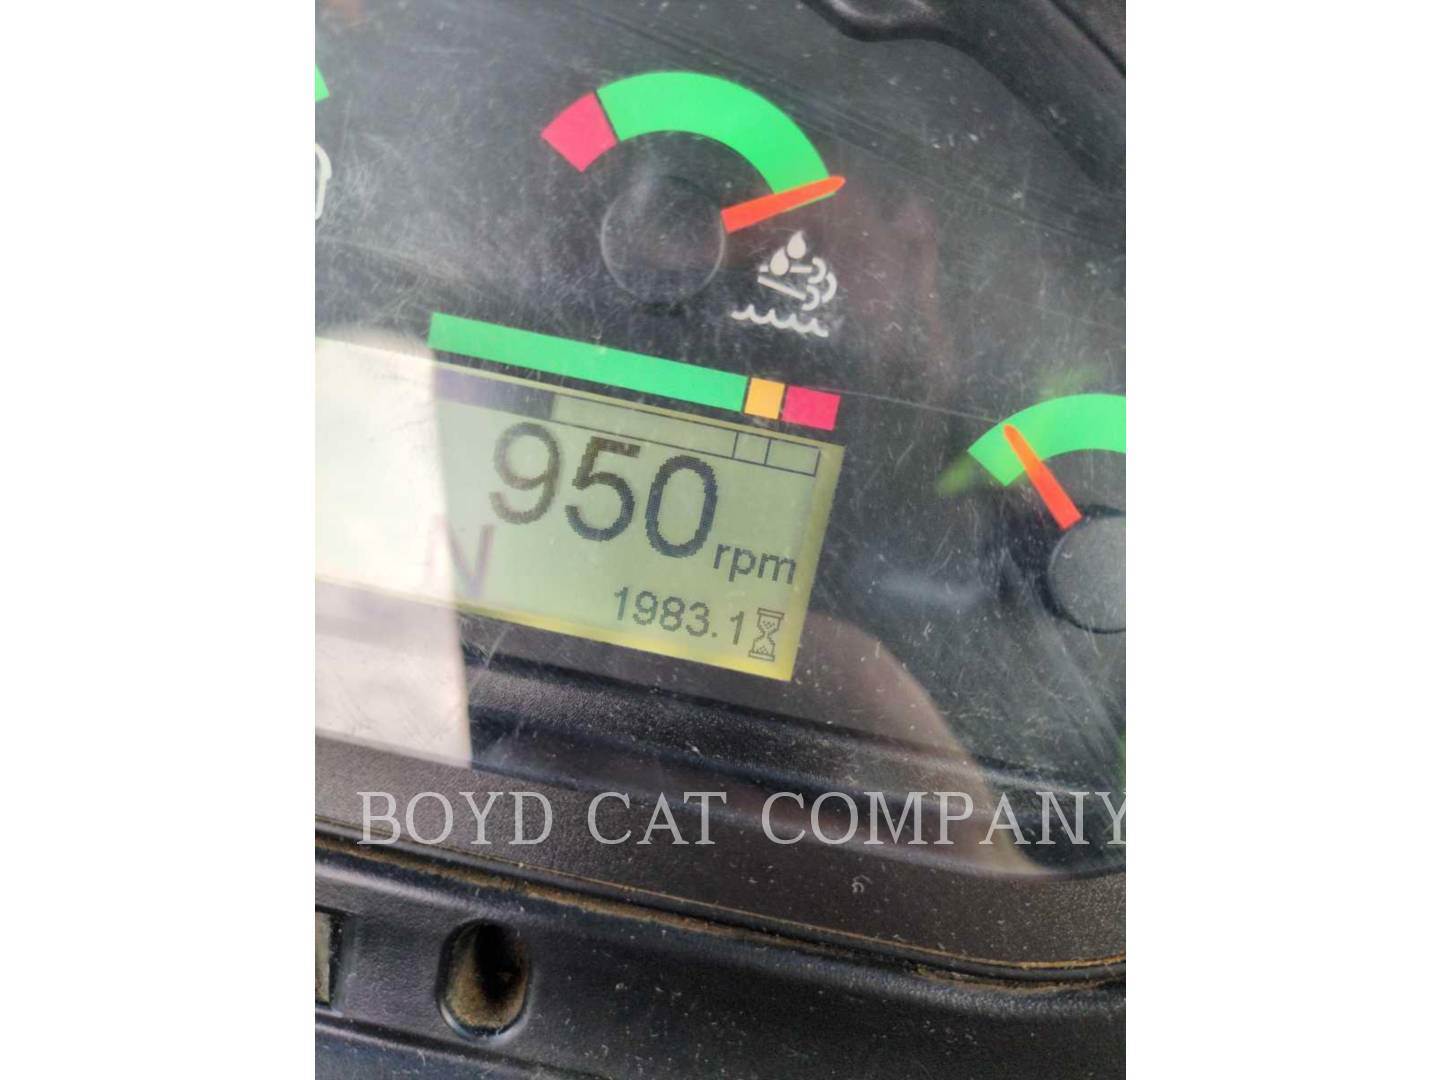 950 rpm
N
1983.1
BOYD CAT COMPANY